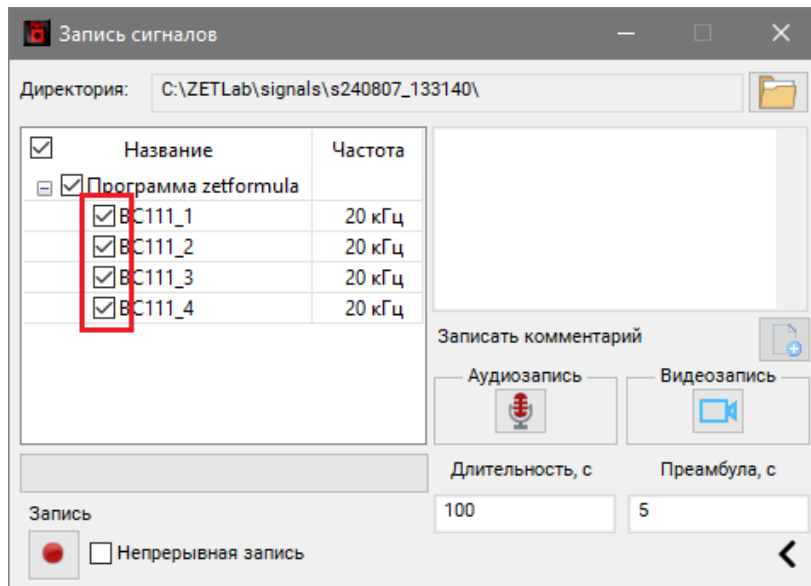 Запись сигналов
Директория: C:\ZETLab\signals\s240807_133140\
Название Частота
Программа zetformula
BC111_1 20 кГц
BC111_2 20 кГц
BC111_3 20 кГц
BC111_4 20 кГц
Записать комментарий
Аудиозапись Видеозапись
Длительность, с Преамбула, с
100 5
Запись
Непрерывная запись